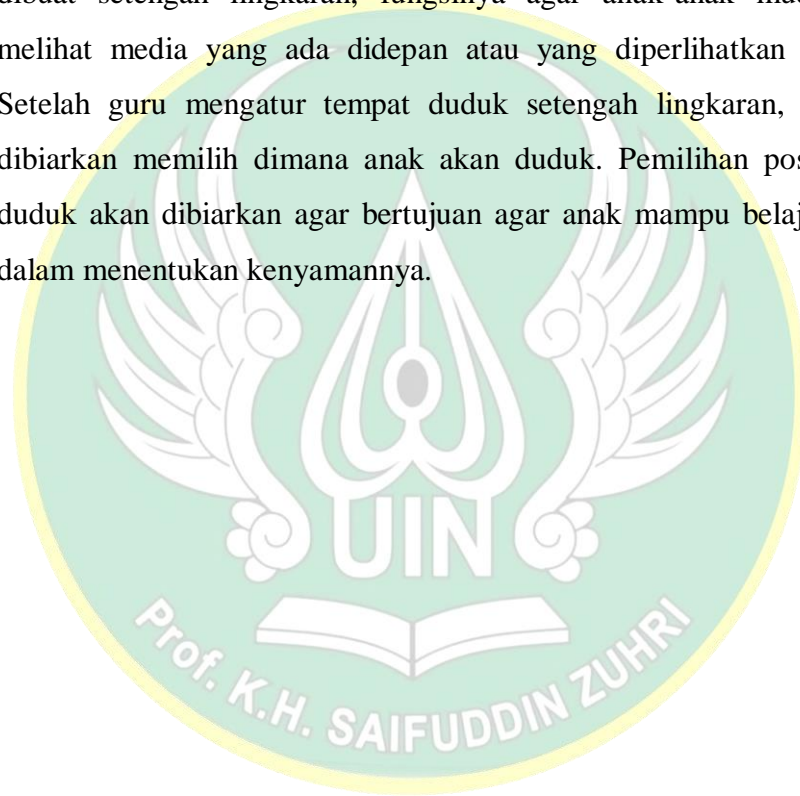 dibuat setengah lingkaran, fungsinya agar anak-anak
melihat media yang ada didepan atau yang diperlihatkan
Setelah guru mengatur tempat duduk setengah lingkaran,
dibiarkan memilih dimana anak akan duduk. Pemilihan
duduk akan dibiarkan agar bertujuan agar anak mampu
dalam menentukan kenyamannya.
UIN
Prof. K.H. SAIFUDDIN ZUHRI